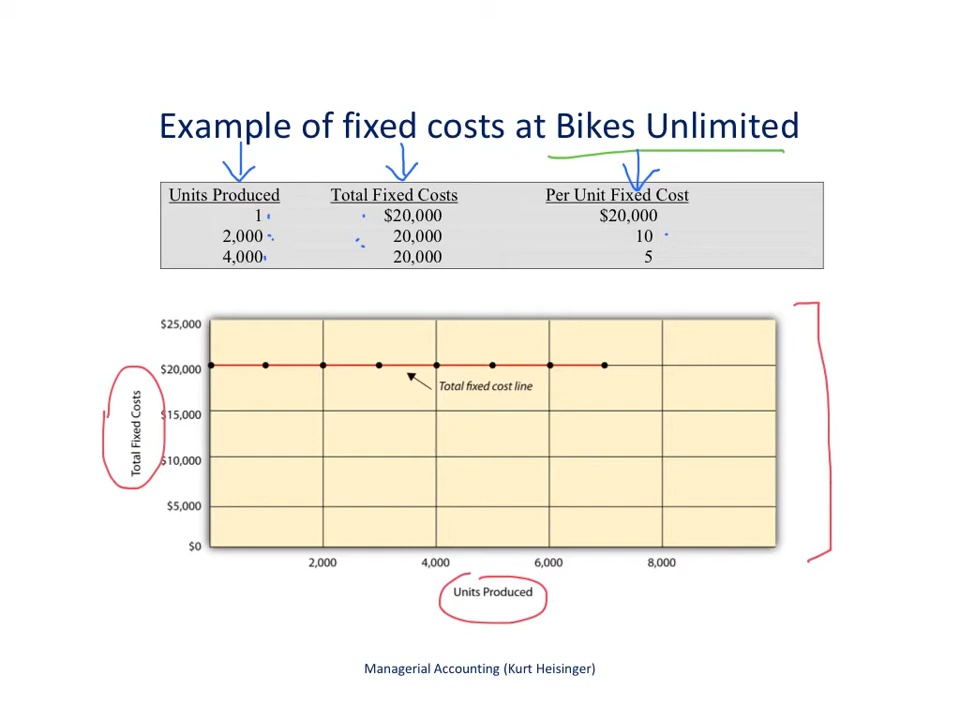 Example of fixed costs at Bikes Unlimited
Units Produced Total Fixed Costs Per Unit Fixed Cost
1 $20,000 $20,000
2,000 20,000 10
4,000 20,000 5
$25,000
$20,000
Total fixed cost line
$15,000
Total Fixed Costs
$10,000
$5,000
$0
2,000 4,000 6,000 8,000
Units Produced
Managerial Accounting (Kurt Heisinger)